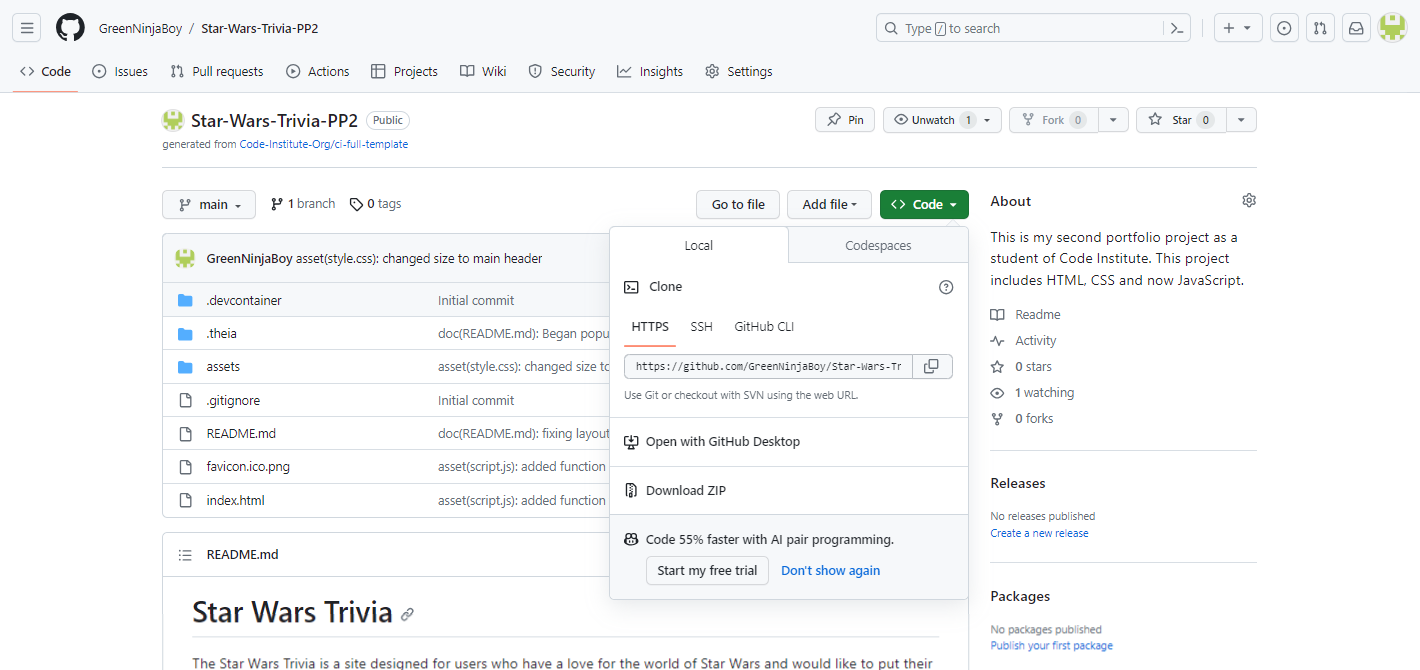 GreenNinjaBoy / Star-Wars-Trivia-PP2
Type / to search
Code Issues Pull requests Actions Projects Wiki Security Insights Settings
Star-Wars-Trivia-PP2 Public
Pin Unwatch 1 Fork 0 Star 0
generated from Code-Institute-Org/ci-full-template
main 1 branch 0 tags Go to file Add file Code
About
This is my second portfolio project as a
student of Code Institute. This project
includes HTML, CSS and now JavaScript.
Readme
Activity
0 stars
1 watching
0 forks
Releases
No releases published
Create a new release
Packages
No packages published
Publish your first package
GreenNinjaBoy asset(style.css): changed size to main header
.devcontainer Initial commit
.theia doc(README.md): Began popu
assets asset(style.css): changed size to
.gitignore Initial commit
README.md doc(README.md): fixing layout
favicon.ico.png asset(script.js): added function
index.html asset(script.js): added function
Local Codespaces
Clone
HTTPS SSH GitHub CLI
https://github.com/GreenNinjaBoy/Star-Wars-Tr
Use Git or checkout with SVN using the web URL.
Open with GitHub Desktop
Download ZIP
Code 55% faster with AI pair programming.
Start my free trial Don't show again
README.md
Star Wars Trivia
The Star Wars Trivia is a site designed for users who have a love for the world of Star Wars and would like to put their